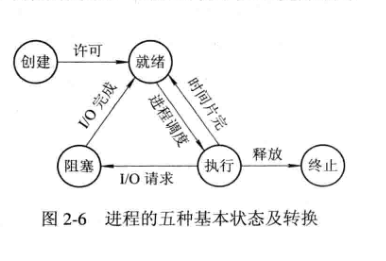 创建
许可
就绪
I/O 完成
进程调度
时间片完
阻塞
I/O 请求
执行
释放
终止
图 2-6 进程的五种基本状态及转换